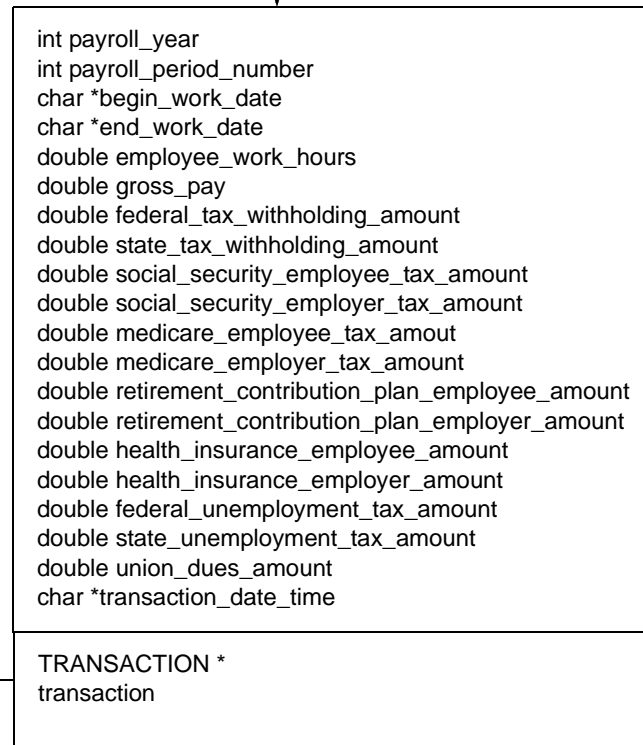 int payroll_year
int payroll_period_number
char *begin_work_date
char *end_work_date
double employee_work_hours
double gross_pay
double federal_tax_withholding_amount
double state_tax_withholding_amount
double social_security_employee_tax_amount
double social_security_employer_tax_amount
double medicare_employee_tax_amout
double medicare_employer_tax_amount
double retirement_contribution_plan_employee_amount
double retirement_contribution_plan_employer_amount
double health_insurance_employee_amount
double health_insurance_employer_amount
double federal_unemployment_tax_amount
double state_unemployment_tax_amount
double union_dues_amount
char *transaction_date_time
TRANSACTION *
transaction